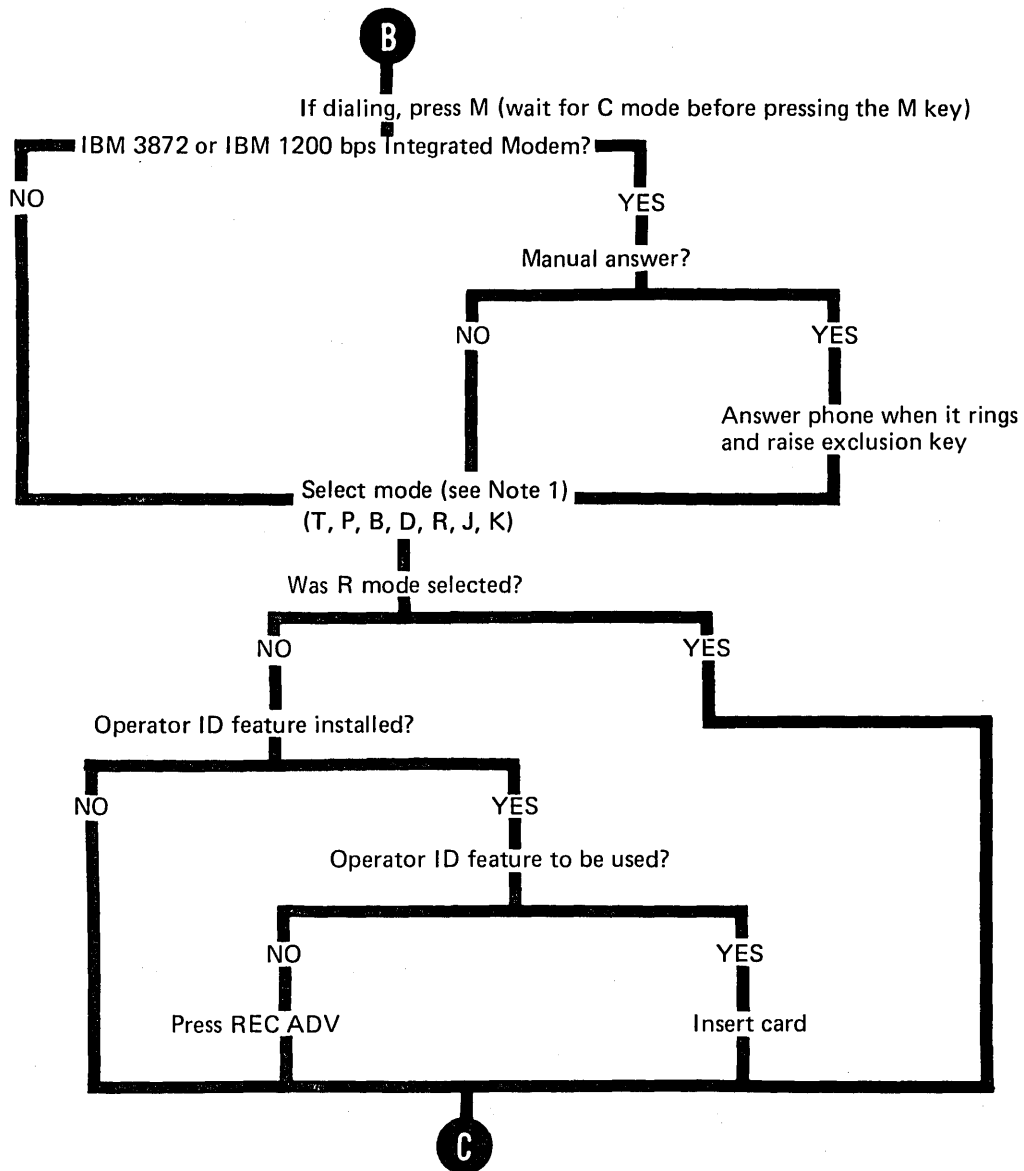 B
If dialing, press M (wait for C mode before pressing the M key)
IBM 3872 or IBM 1200 bps Integrated Modem?
NO
YES
Manual answer?
NO
YES
Answer phone when it rings
and raise exclusion key
Select mode (see Note 1)
(T, P, B, D, R, J, K)
Was R mode selected?
NO
YES
Operator ID feature installed?
NO
YES
Operator ID feature to be used?
NO
YES
Press REC ADV
Insert card
C